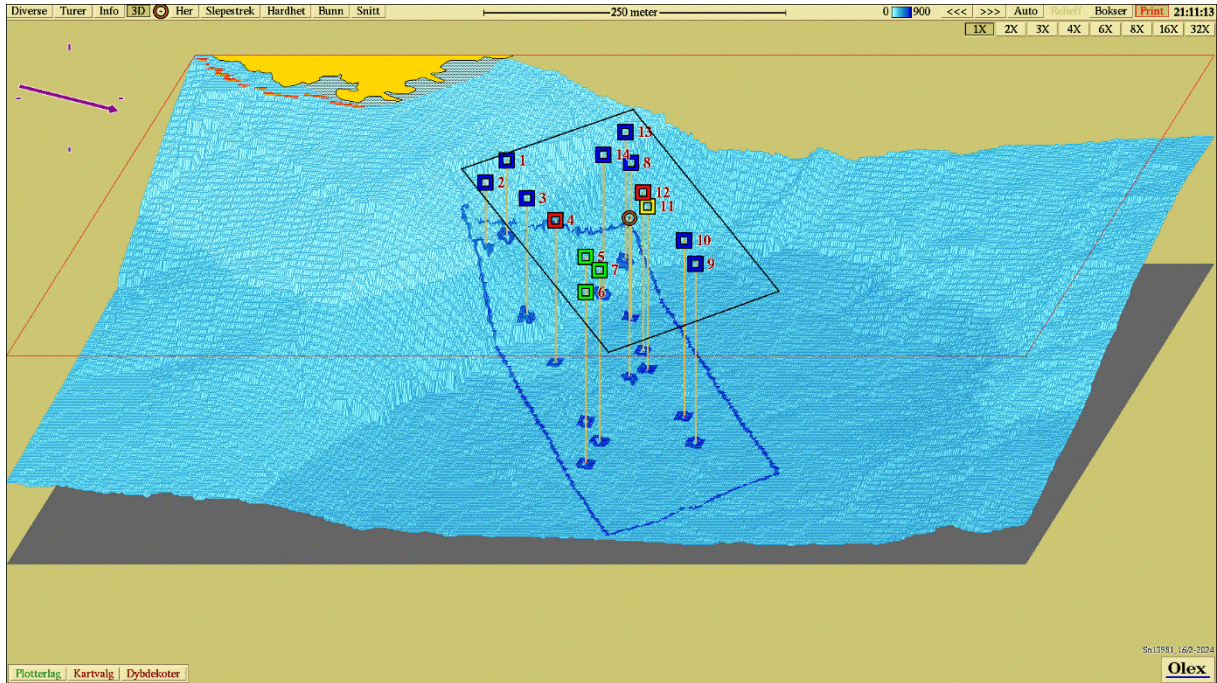 Diverse Turer Info 3D Her Slepestrek Hardhet Bunn Snitt 250 meter 0 900 <<< >>> Auto Relieff Bokser Print 21:11:13
1X 2X 3X 4X 6X 8X 16X 32X
13
1 14 8
2 12
3 11
4
10
5 9
7
6
Sn13981 16/2-2024
Plotterlag Kartvalg Dybdekoter Olex